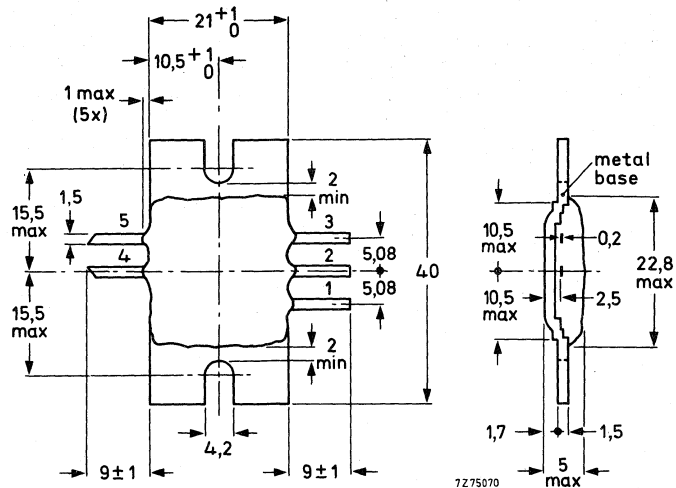 21+1 0
10,5+1 0
1 max
(5x)
2
min
metal
base
1,5
15,5
max
5
4
3
2
1
5,08
5,08
40
10,5
max
0,2
22,8
max
10,5
max
2,5
15,5
max
2
min
4,2
1,7
1,5
9±1
9±1
5
max
7Z75070